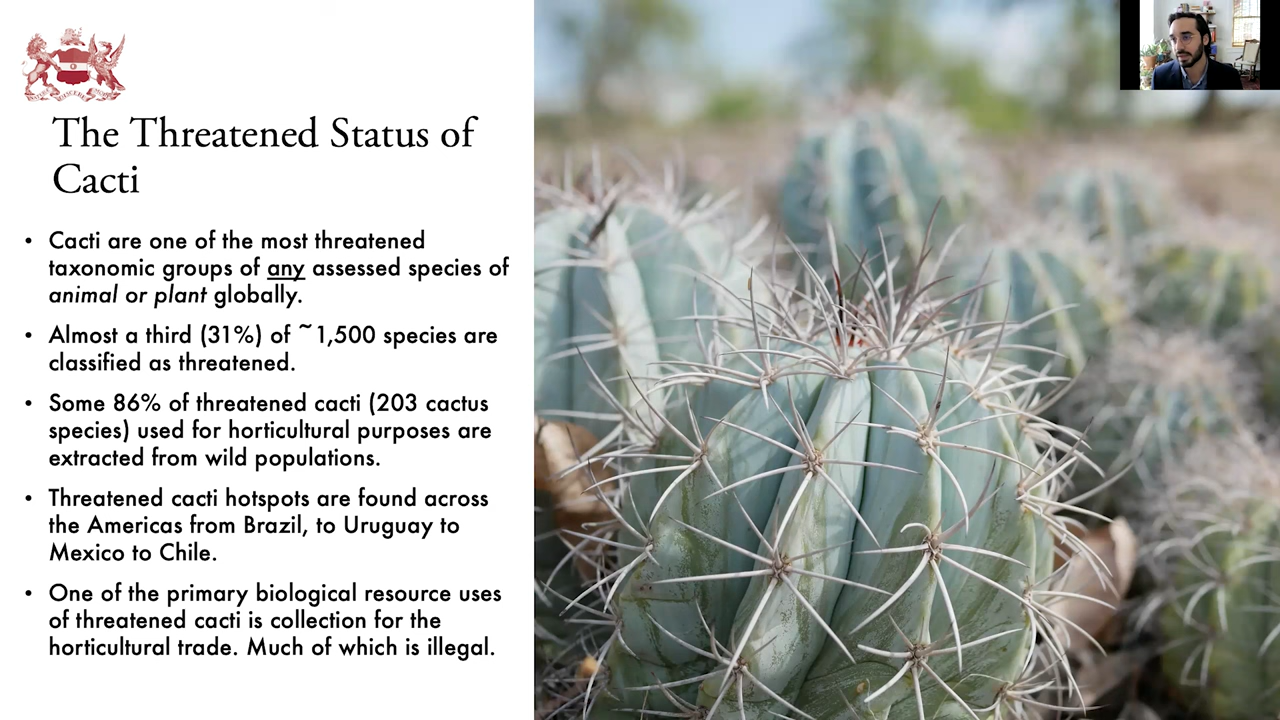 The Threatened Status of
Cacti
• Cacti are one of the most threatened
taxonomic groups of any assessed species of
animal or plant globally.
• Almost a third (31%) of ~1,500 species are
classified as threatened.
• Some 86% of threatened cacti (203 cactus
species) used for horticultural purposes are
extracted from wild populations.
• Threatened cacti hotspots are found across
the Americas from Brazil, to Uruguay to
Mexico to Chile.
• One of the primary biological resource uses
of threatened cacti is collection for the
horticultural trade. Much of which is illegal.